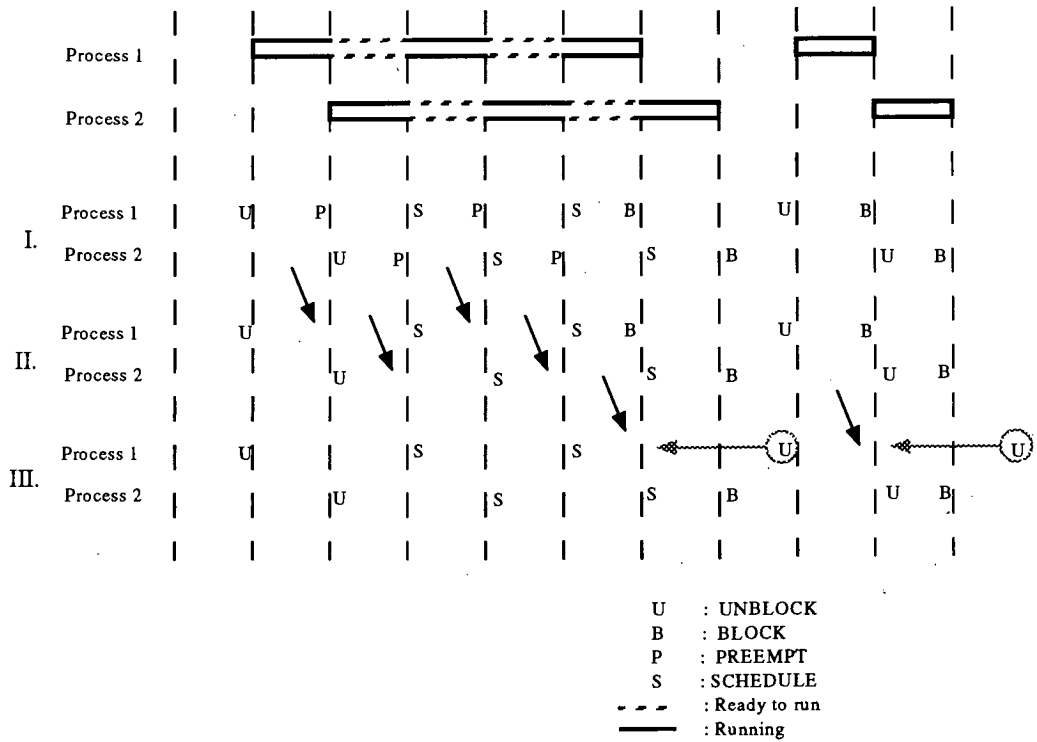 Process 1
Process 2
Process 1 U P S P S B U B
I.
Process 2 U P S P S B U B
Process 1 U S S B U B
II.
Process 2 U S S B U B
Process 1 U S S U U
III.
Process 2 U S S B U B
U : UNBLOCK
B : BLOCK
P : PREEMPT
S : SCHEDULE
: Ready to run
: Running